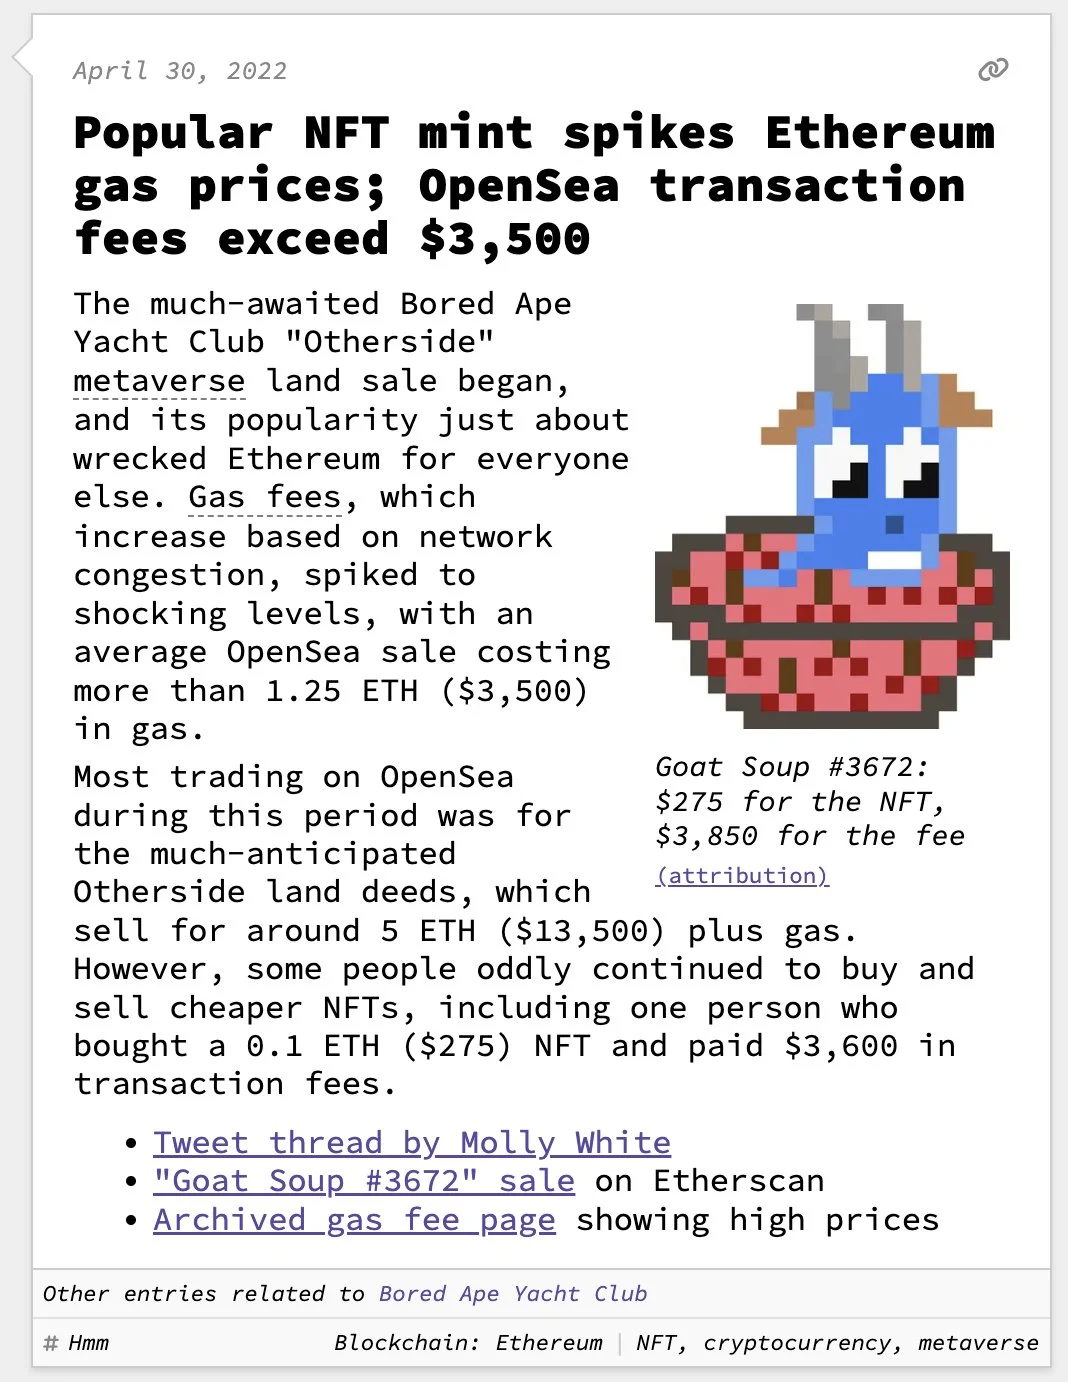 April 30, 2022
Popular NFT mint spikes Ethereum
gas prices; OpenSea transaction
fees exceed $3,500
The much-awaited Bored Ape
Yacht Club "Otherside"
metaverse land sale began,
and its popularity just about
wrecked Ethereum for everyone
else. Gas fees, which
increase based on network
congestion, spiked to
shocking levels, with an
average OpenSea sale costing
more than 1.25 ETH ($3,500)
in gas.
Goat Soup #3672:
$275 for the NFT,
$3,850 for the fee
(attribution)
Most trading on OpenSea
during this period was for
the much-anticipated
Otherside land deeds, which
sell for around 5 ETH ($13,500) plus gas.
However, some people oddly continued to buy and
sell cheaper NFTs, including one person who
bought a 0.1 ETH ($275) NFT and paid $3,600 in
transaction fees.
• Tweet thread by Molly White
• "Goat Soup #3672" sale on Etherscan
• Archived gas fee page showing high prices
Other entries related to Bored Ape Yacht Club
# Hmm Blockchain: Ethereum | NFT, cryptocurrency, metaverse